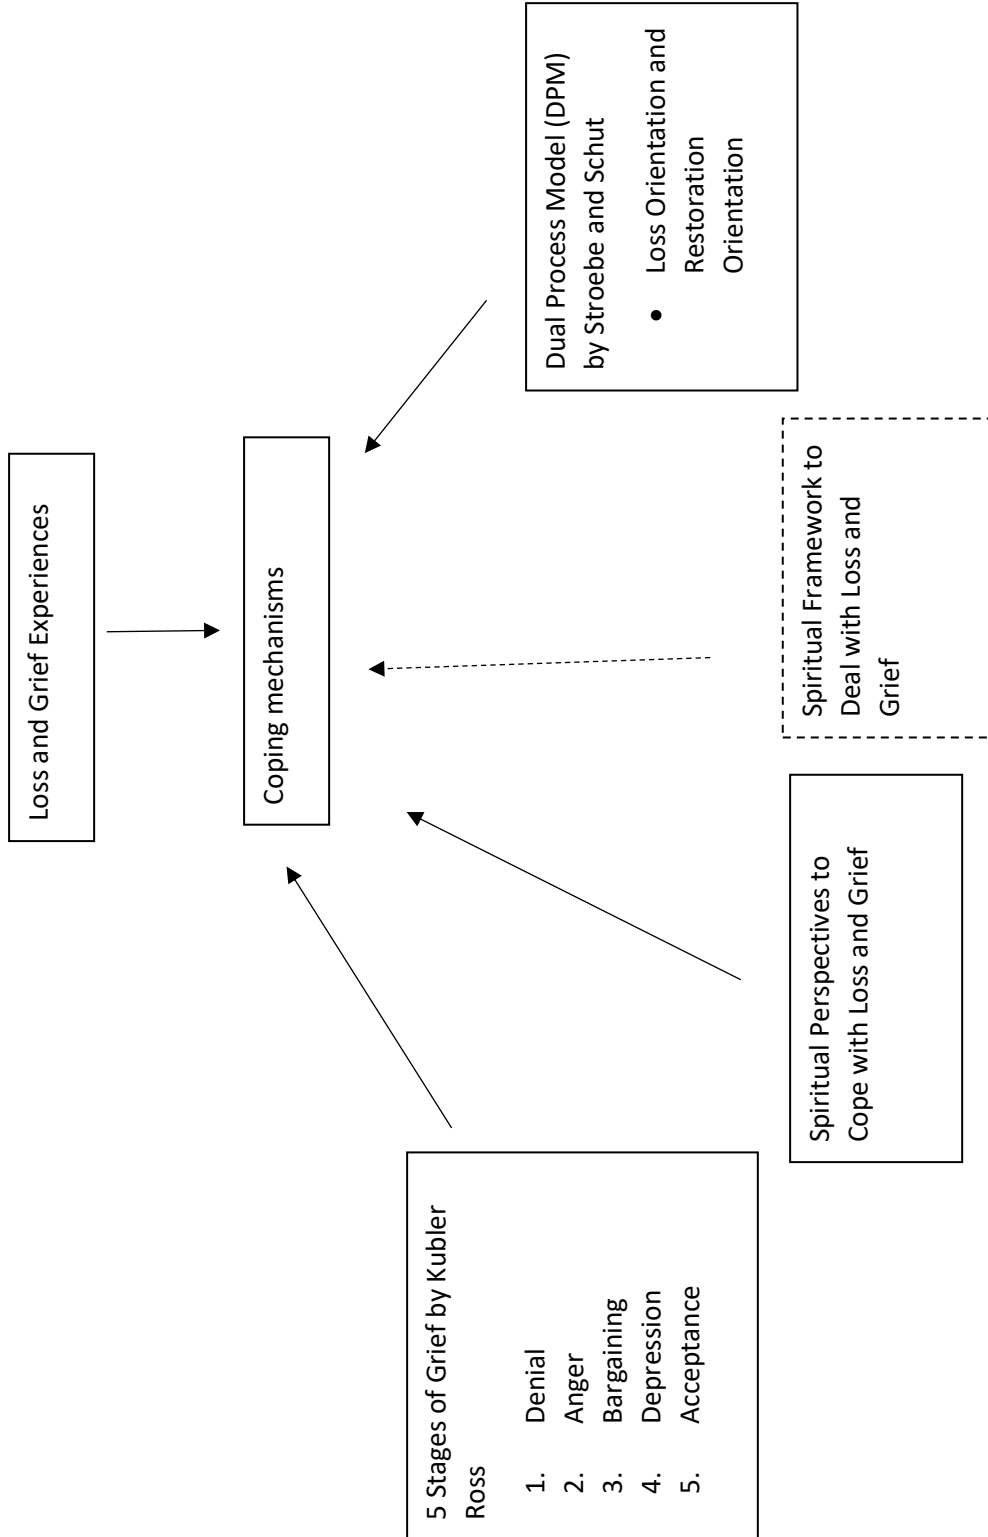 Loss and Grief Experiences
Coping mechanisms
5 Stages of Grief by Kubler
Ross
1. Denial
2. Anger
3. Bargaining
4. Depression
5. Acceptance
Spiritual Perspectives to
Cope with Loss and Grief
Spiritual Framework to
Deal with Loss and
Grief
Dual Process Model (DPM)
by Stroebe and Schut
• Loss Orientation and
Restoration
Orientation